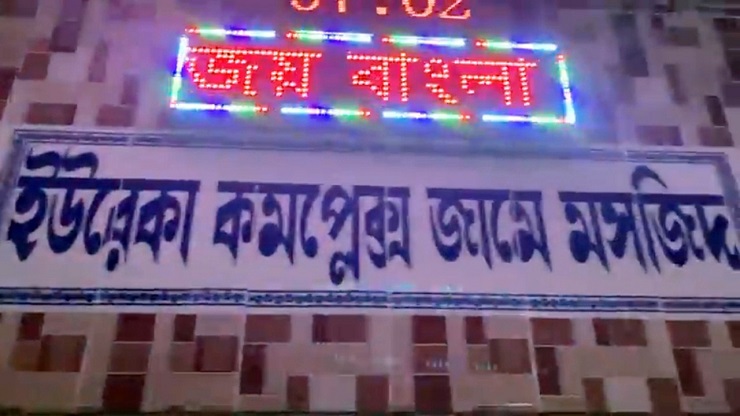 জয় বাংলা
ইউরেকা কমপ্লেক্স জামে মসজিদ